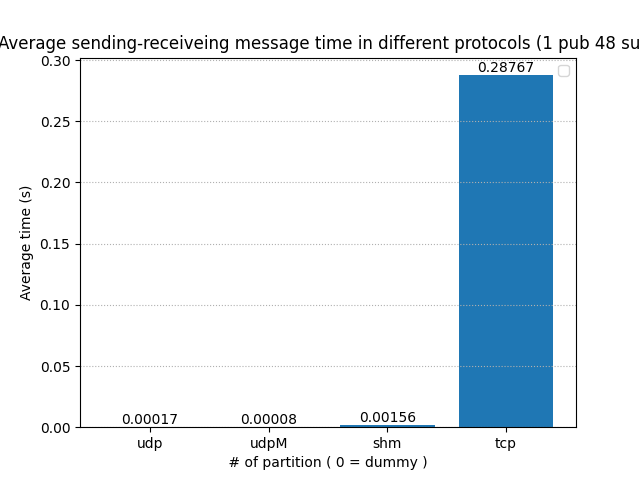 Average sending-receiveing message time in different protocols (1 pub 48 su
0.30
0.25
0.20
0.15
0.10
0.05
0.00
Average time (s)
0.00017
0.00008
0.00156
0.28767
udp
udpM
shm
tcp
# of partition ( 0 = dummy )